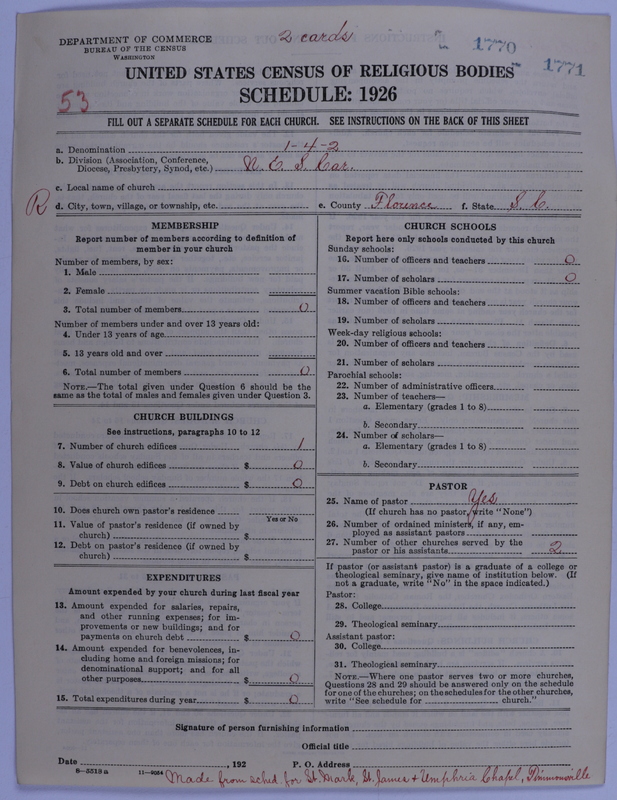 DEPARTMENT OF COMMERCE
BUREAU OF THE CENSUS
WASHINGTON
2 cards
1770
1771
UNITED STATES CENSUS OF RELIGIOUS BODIES
53
SCHEDULE: 1926
FILL OUT A SEPARATE SCHEDULE FOR EACH CHURCH. SEE INSTRUCTIONS ON THE BACK OF THIS SHEET
a. Denomination 1-4-2
b. Division (Association, Conference,
Diocese, Presbytery, Synod, etc.) N. E. S. Car.
c. Local name of church
R d. City, town, village, or township, etc. e. County Florence f. State S. C.
MEMBERSHIP
Report number of members according to definition of
member in your church
Number of members, by sex:
1. Male
2. Female
3. Total number of members 0
Number of members under and over 13 years old:
4. Under 13 years of age
5. 13 years old and over
6. Total number of members 0
NOTE.—The total given under Question 6 should be the
same as the total of males and females given under Question 3.
CHURCH BUILDINGS
See instructions, paragraphs 10 to 12
7. Number of church edifices 1
8. Value of church edifices $ 0
9. Debt on church edifices $ 0
10. Does church own pastor's residence
Yes or No
11. Value of pastor's residence (if owned by
church) $
12. Debt on pastor's residence (if owned by
church) $
EXPENDITURES
Amount expended by your church during last fiscal year
13. Amount expended for salaries, repairs,
and other running expenses; for im-
provements or new buildings; and for
payments on church debt $ 0
14. Amount expended for benevolences, in-
cluding home and foreign missions; for
denominational support; and for all
other purposes $ 0
15. Total expenditures during year $ 0
CHURCH SCHOOLS
Report here only schools conducted by this church
Sunday schools:
16. Number of officers and teachers 0
17. Number of scholars 0
Summer vacation Bible schools:
18. Number of officers and teachers
19. Number of scholars
Week-day religious schools:
20. Number of officers and teachers
21. Number of scholars
Parochial schools:
22. Number of administrative officers
23. Number of teachers—
a. Elementary (grades 1 to 8)
b. Secondary
24. Number of scholars—
a. Elementary (grades 1 to 8)
b. Secondary
PASTOR
25. Name of pastor Yes
(If church has no pastor, write "None")
26. Number of ordained ministers, if any, em-
ployed as assistant pastors
27. Number of other churches served by the
pastor or his assistants 2
If pastor (or assistant pastor) is a graduate of a college or
theological seminary, give name of institution below. (If
not a graduate, write "No" in the space indicated.)
Pastor:
28. College
29. Theological seminary
Assistant pastor:
30. College
31. Theological seminary
NOTE.—Where one pastor serves two or more churches,
Questions 28 and 29 should be answered only on the schedule
for one of the churches; on the schedules for the other churches,
write "See schedule for church."
Signature of person furnishing information
Official title
Date , 192 P. O. Address
8—5518 a 11—9054 Made from sched. for St. Mark, St. James + Umphria Chapel, Timmonsville